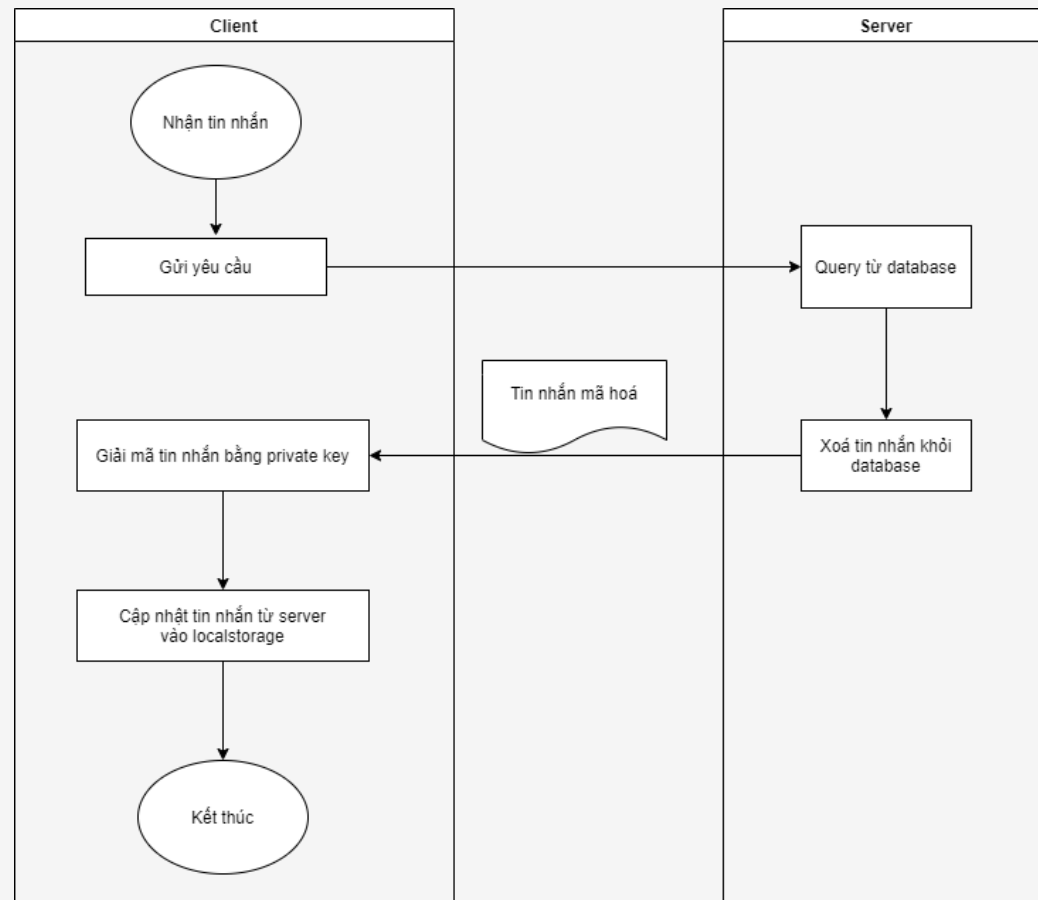 Client
Server
Nhận tin nhắn
Gửi yêu cầu
Query từ database
Tin nhắn mã hoá
Giải mã tin nhắn bằng private key
Xoá tin nhắn khỏi
database
Cập nhật tin nhắn từ server
vào localstorage
Kết thúc